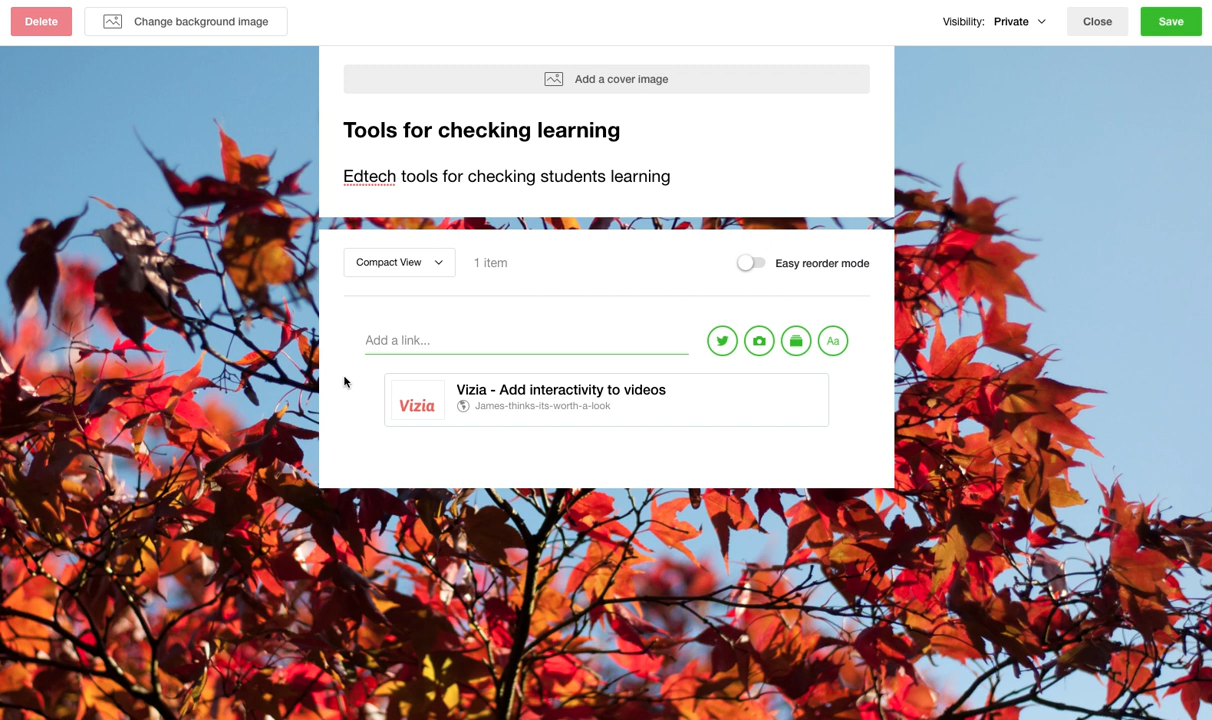 Delete
Change background image
Visibility: Private
Close
Save
Add a cover image
Tools for checking learning
Edtech tools for checking students learning
Compact View
1 item
Easy reorder mode
Add a link...
Aa
Vizia
Vizia - Add interactivity to videos
James-thinks-its-worth-a-look